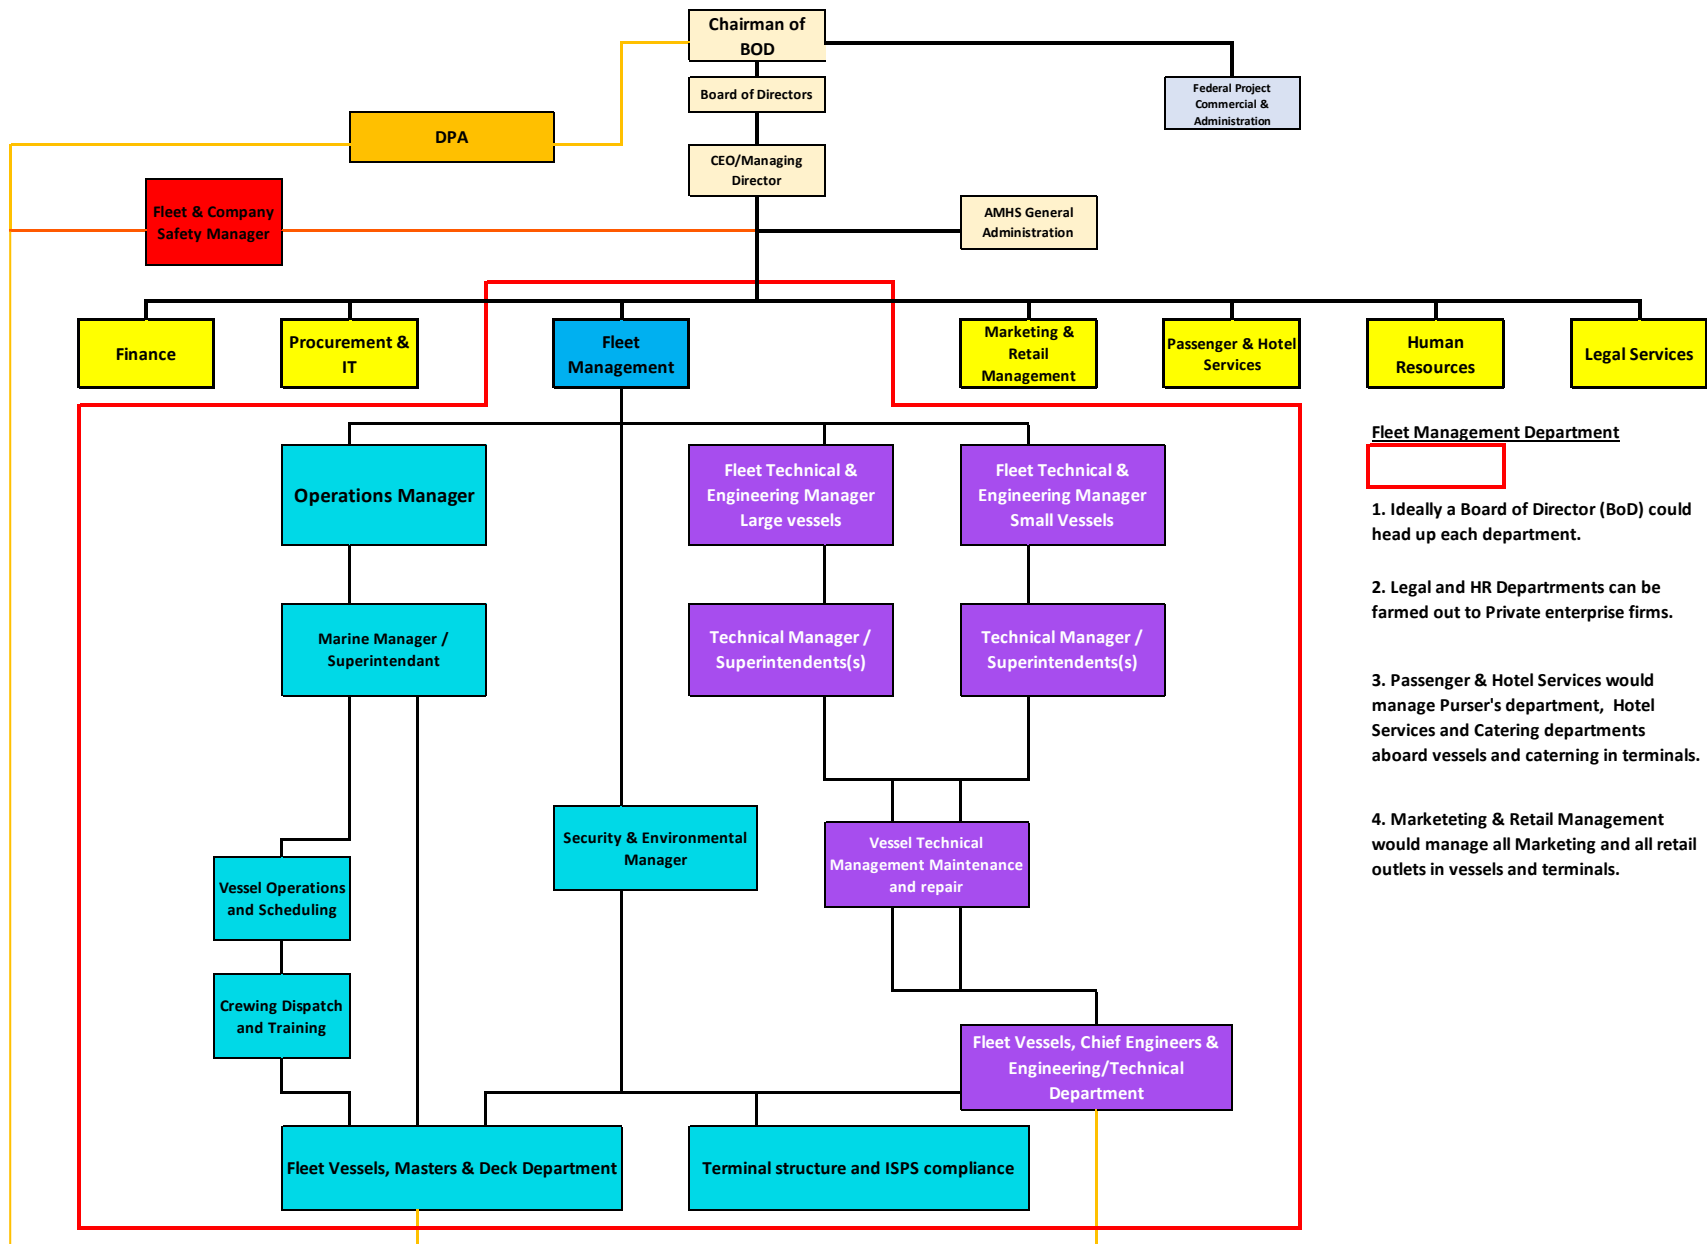 Chairman of
BOD
Board of Directors
Federal Project
Commercial &
Administration
DPA
CEO/Managing
Director
Fleet & Company
Safety Manager
AMHS General
Administration
Finance
Procurement &
IT
Fleet
Management
Marketing &
Retail
Management
Passenger & Hotel
Services
Human
Resources
Legal Services
Fleet Management Department
Operations Manager
Fleet Technical &
Engineering Manager
Large vessels
Fleet Technical &
Engineering Manager
Small Vessels
1. Ideally a Board of Director (BoD) could
head up each department.
2. Legal and HR Departrments can be
farmed out to Private enterprise firms.
Marine Manager /
Superintendant
Technical Manager /
Superintendents(s)
Technical Manager /
Superintendents(s)
3. Passenger & Hotel Services would
manage Purser's department,  Hotel
Services and Catering departments
aboard vessels and caterning in terminals.
Security & Environmental
Manager
Vessel Technical
Management Maintenance
and repair
4. Marketeting & Retail Management
would manage all Marketing and all retail
outlets in vessels and terminals.
Vessel Operations
and Scheduling
Crewing Dispatch
and Training
Fleet Vessels, Chief Engineers &
Engineering/Technical
Department
Fleet Vessels, Masters & Deck Department
Terminal structure and ISPS compliance